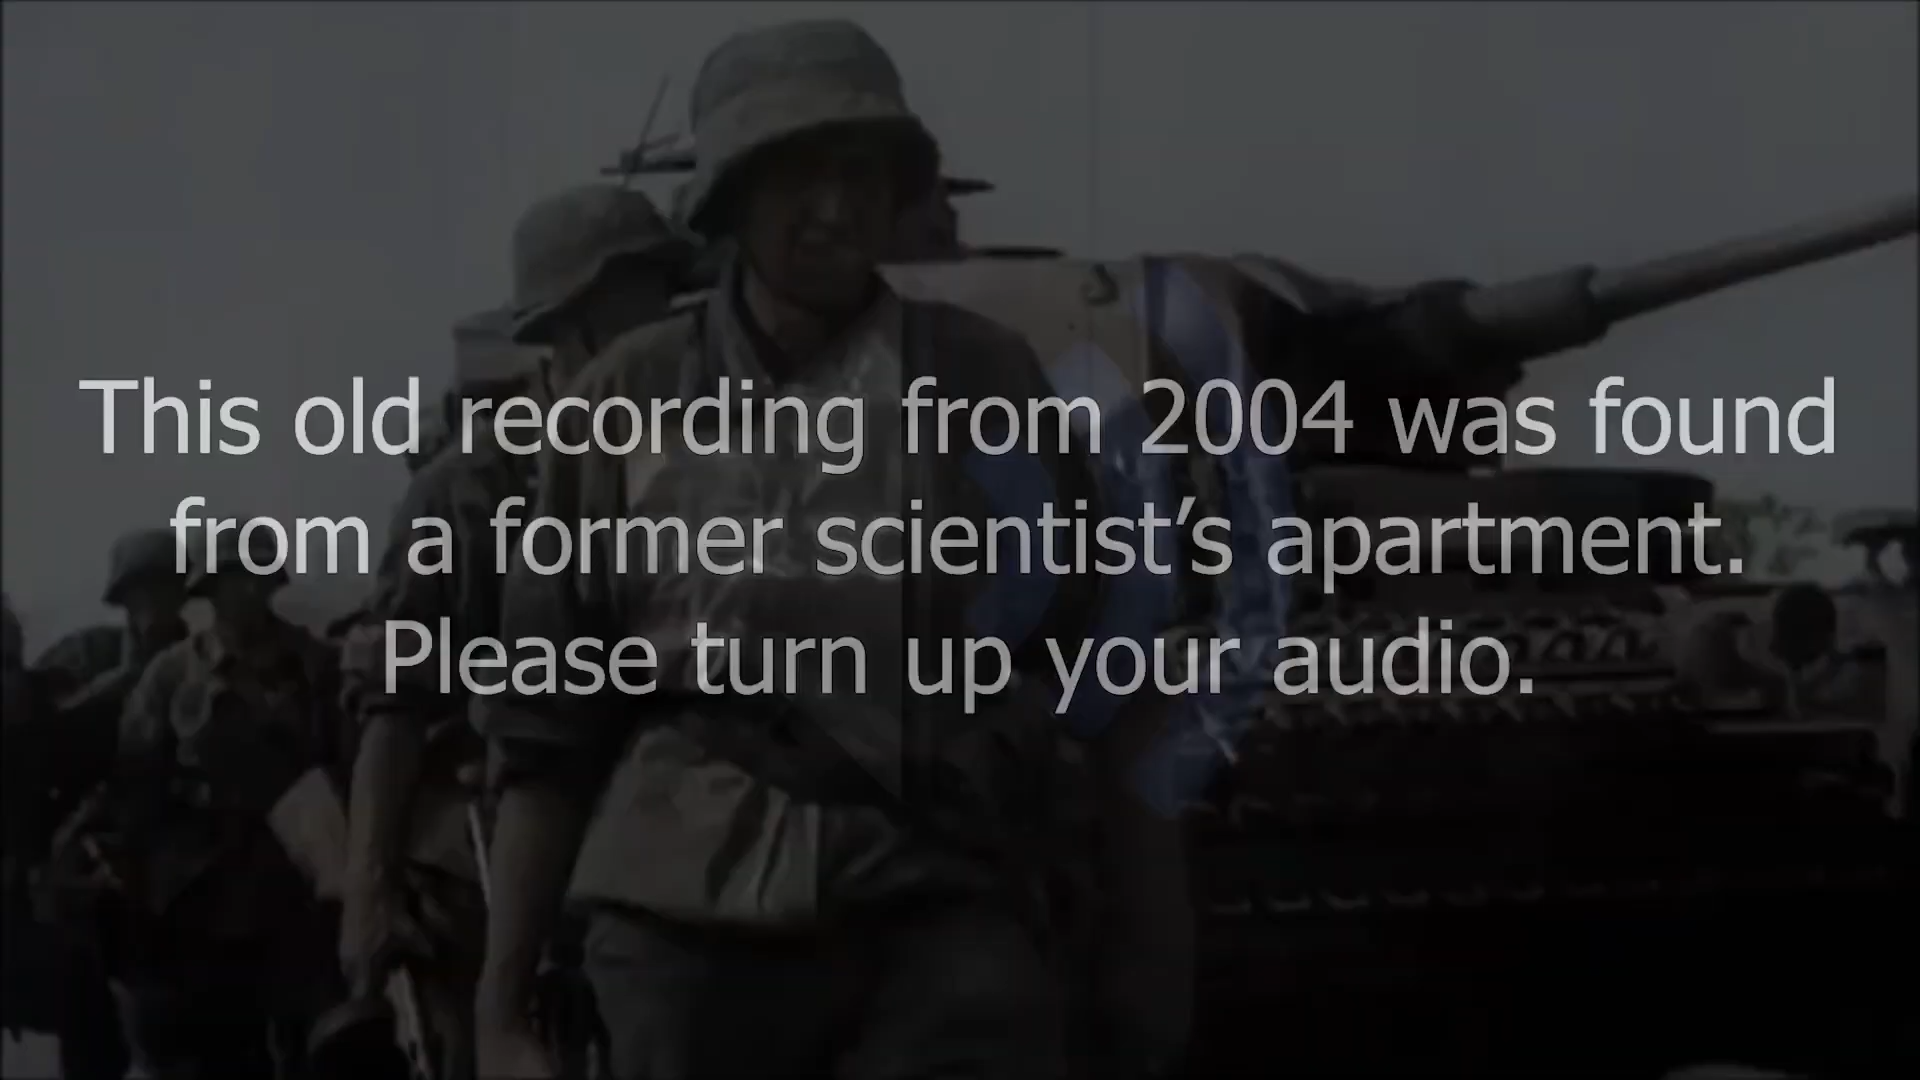 This old recording from 2004 was found
from a former scientist’s apartment.
Please turn up your audio.